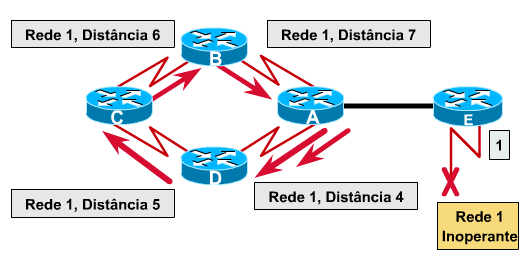 Rede 1, Distância 6
Rede 1, Distância 7
B
C
A
E
1
D
Rede 1, Distância 5
Rede 1, Distância 4
Rede 1
Inoperante